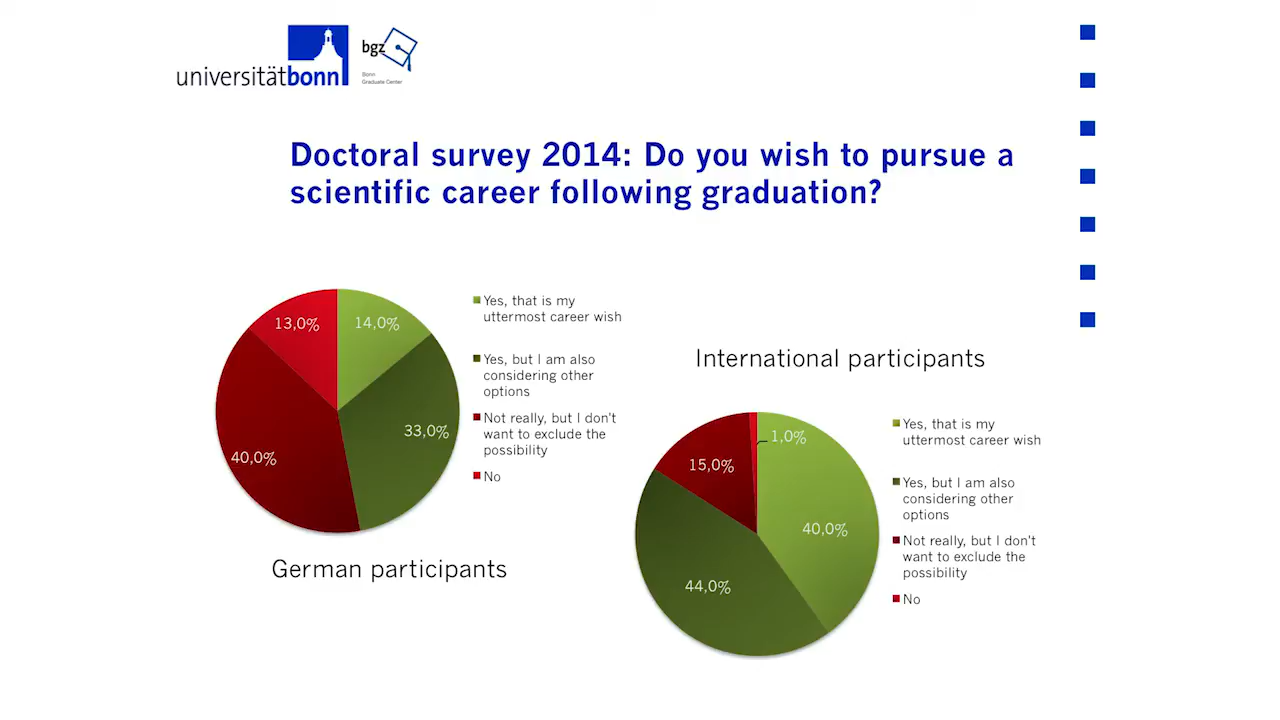 universitätbonn
bgz
Bonn
Graduate Center
Doctoral survey 2014: Do you wish to pursue a
scientific career following graduation?
13,0%
14,0%
33,0%
40,0%
Yes, that is my
uttermost career wish
Yes, but I am also
considering other
options
Not really, but I don't
want to exclude the
possibility
No
German participants
International participants
1,0%
15,0%
40,0%
44,0%
Yes, that is my
uttermost career wish
Yes, but I am also
considering other
options
Not really, but I don't
want to exclude the
possibility
No